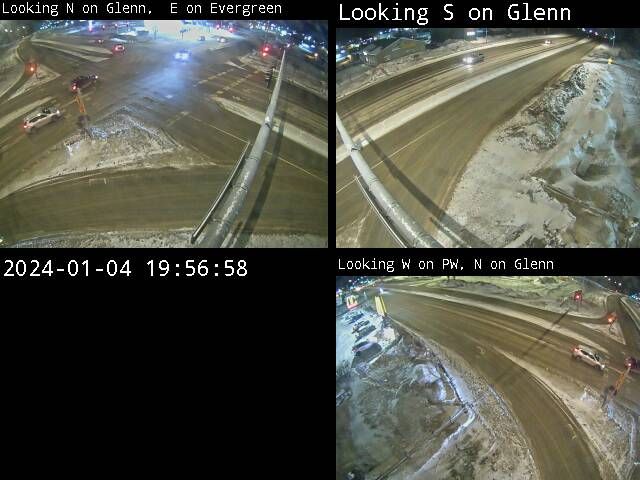 Looking N on Glenn,  E on Evergreen
Looking S on Glenn
2024-01-04 19:56:58
Looking W on PW, N on Glenn